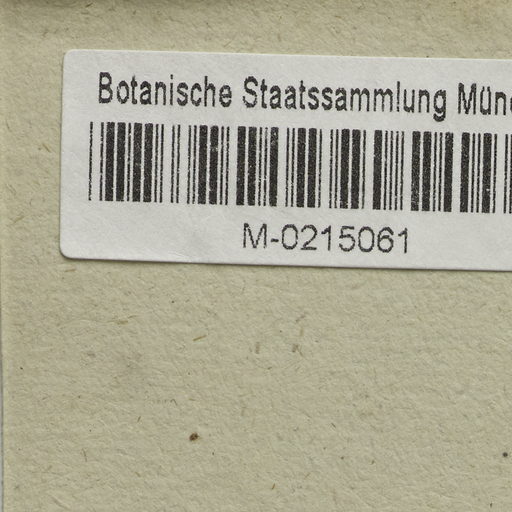 Botanische Staatssammlung Mün
M-0215061